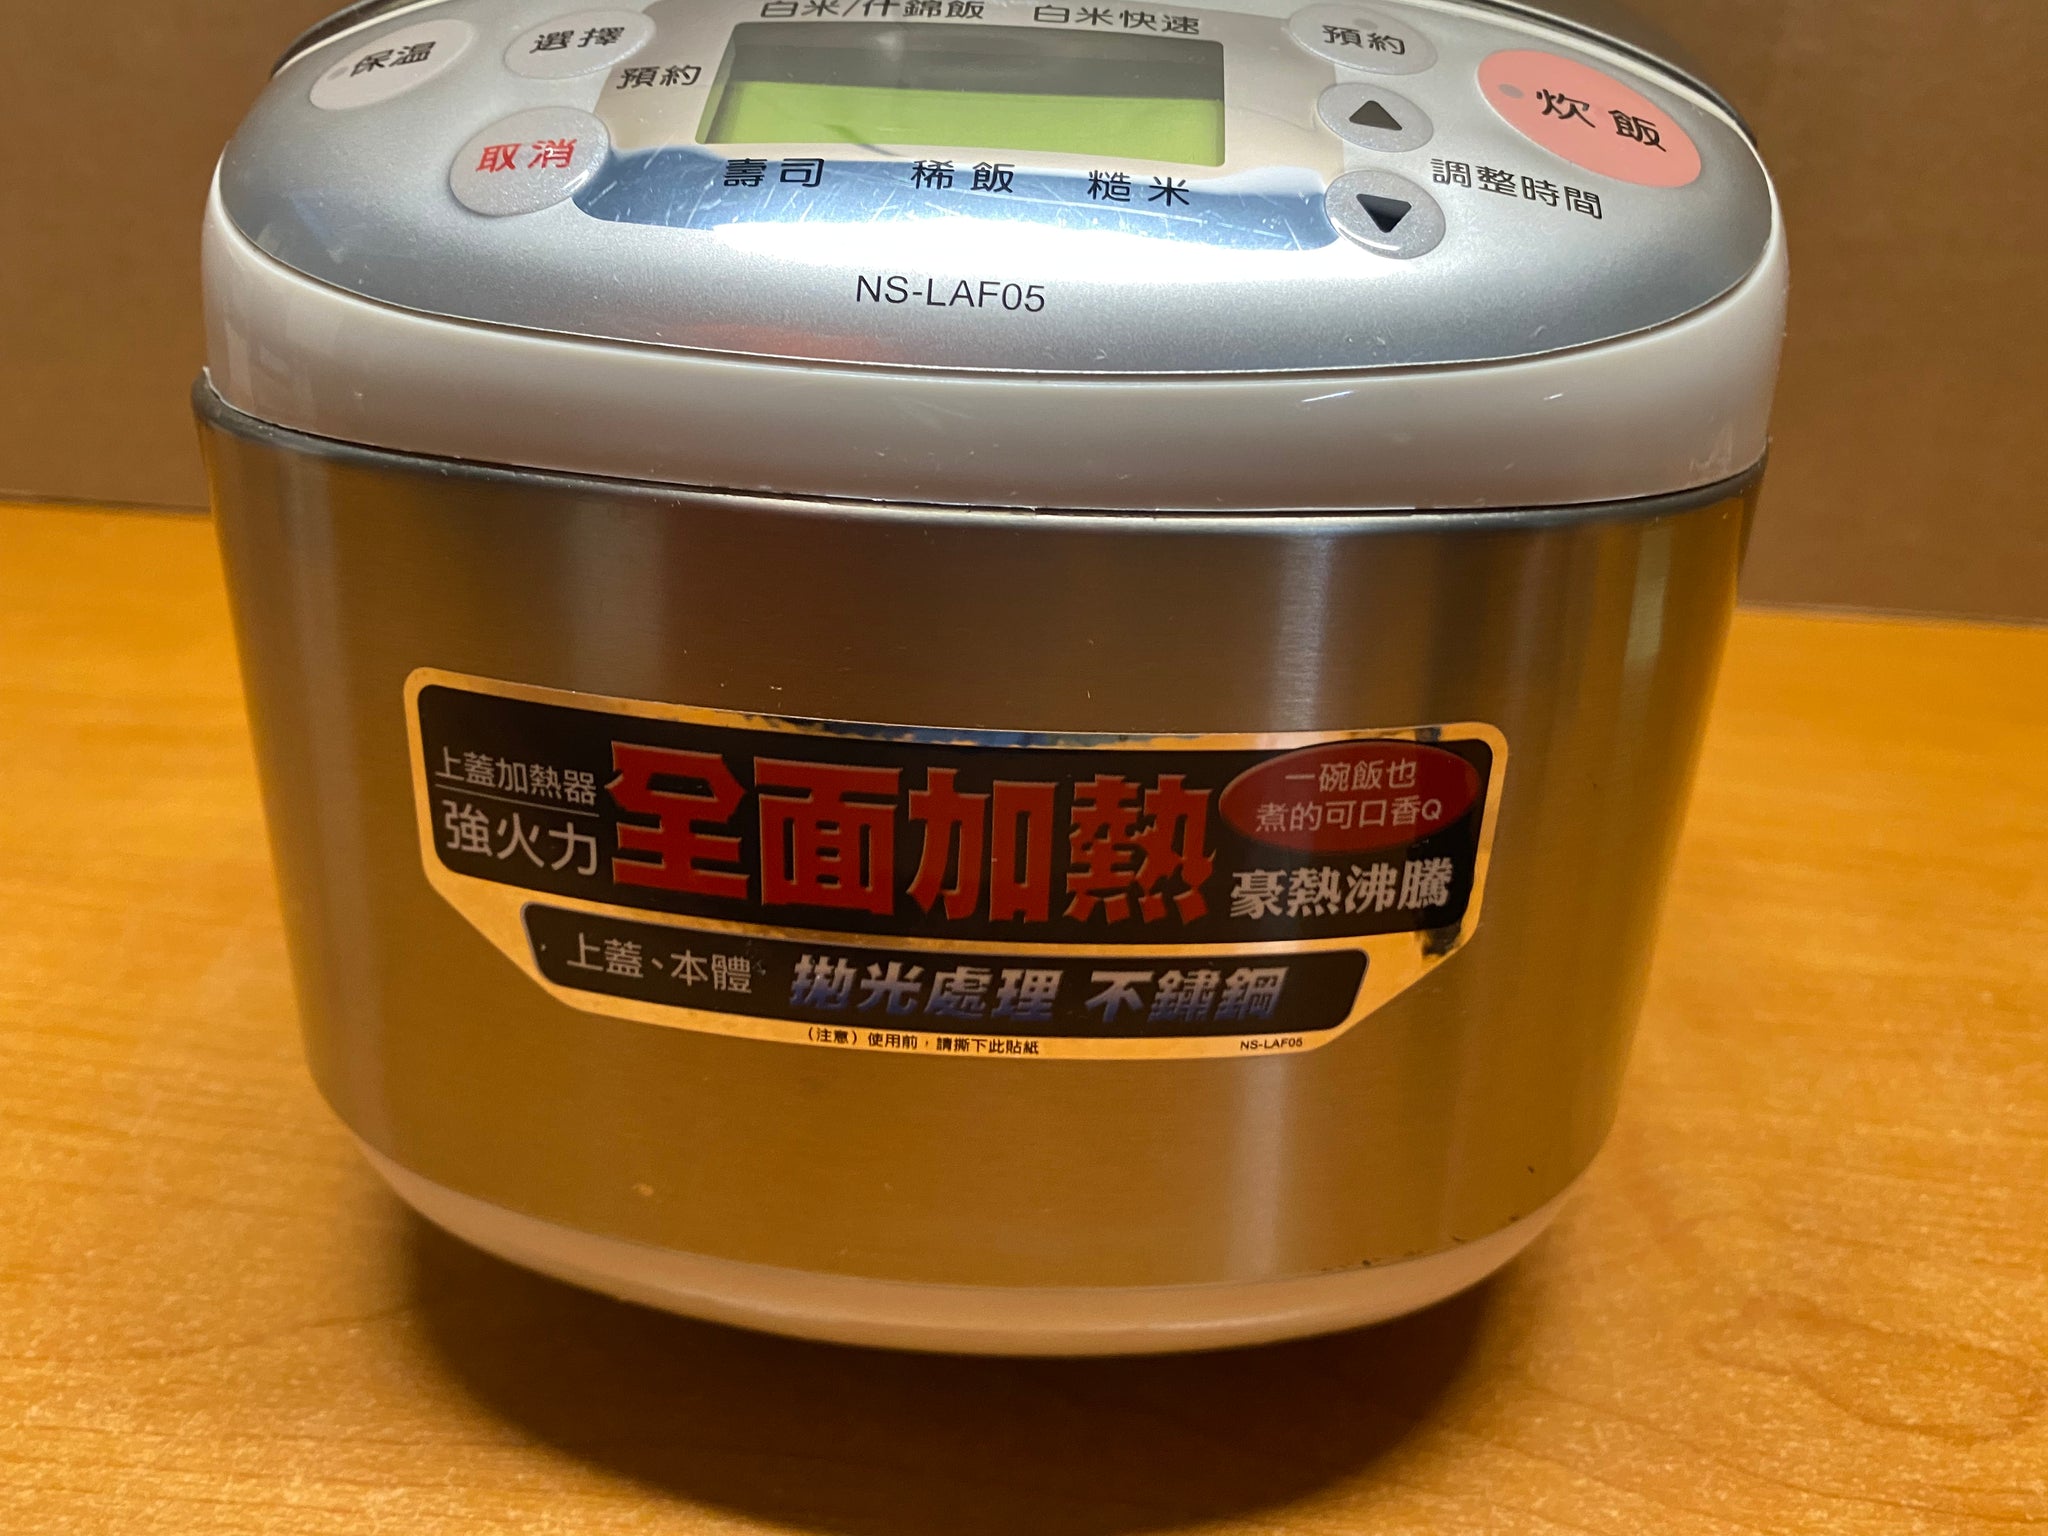 白米/什錦飯 白米快速
保温 選擇 預約 預約 炊飯
取消 調整時間
壽司 稀飯 糙米
NS-LAF05
上蓋加熱器
強火力
全面加熱
一碗飯也
煮的可口香Q
豪熱沸騰
上蓋、本體 拋光處理 不鏽鋼
(注意) 使用前,請撕下此貼紙 NS-LAF05